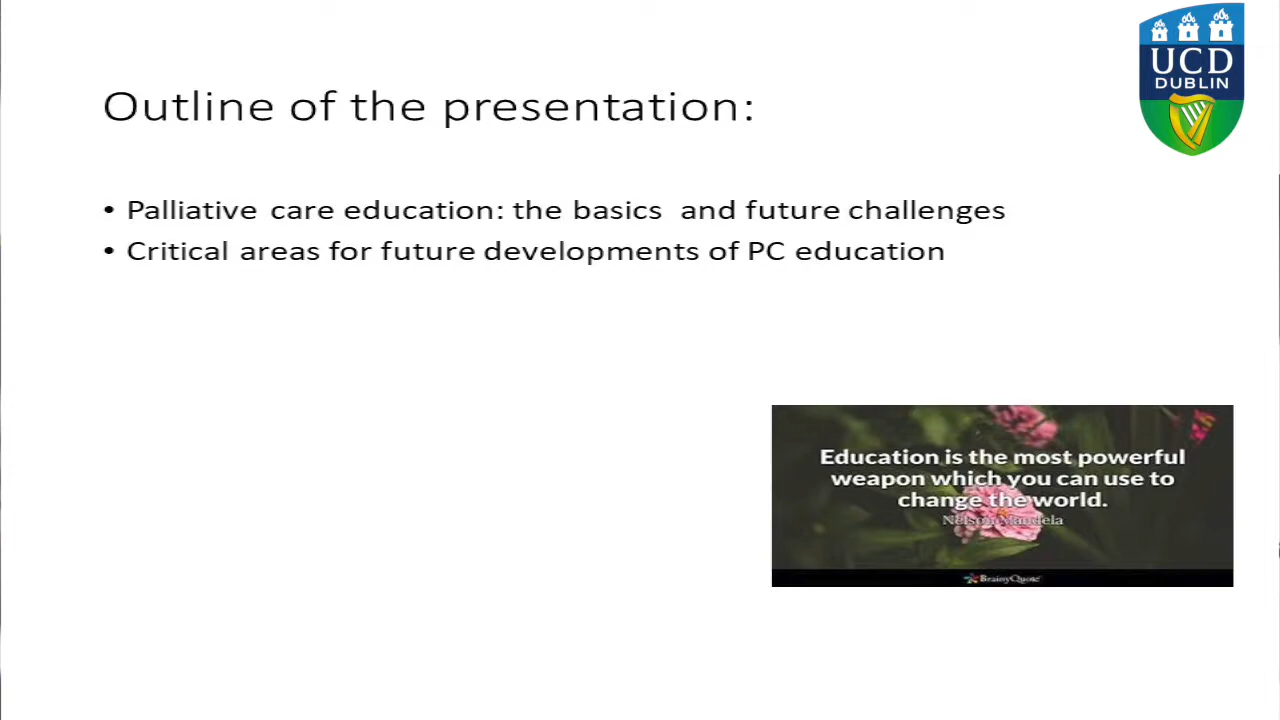 UCD
DUBLIN
Outline of the presentation:
• Palliative care education: the basics and future challenges
• Critical areas for future developments of PC education
Education is the most powerful
weapon which you can use to
change the world.
Nelson Mandela
BrainyQuote